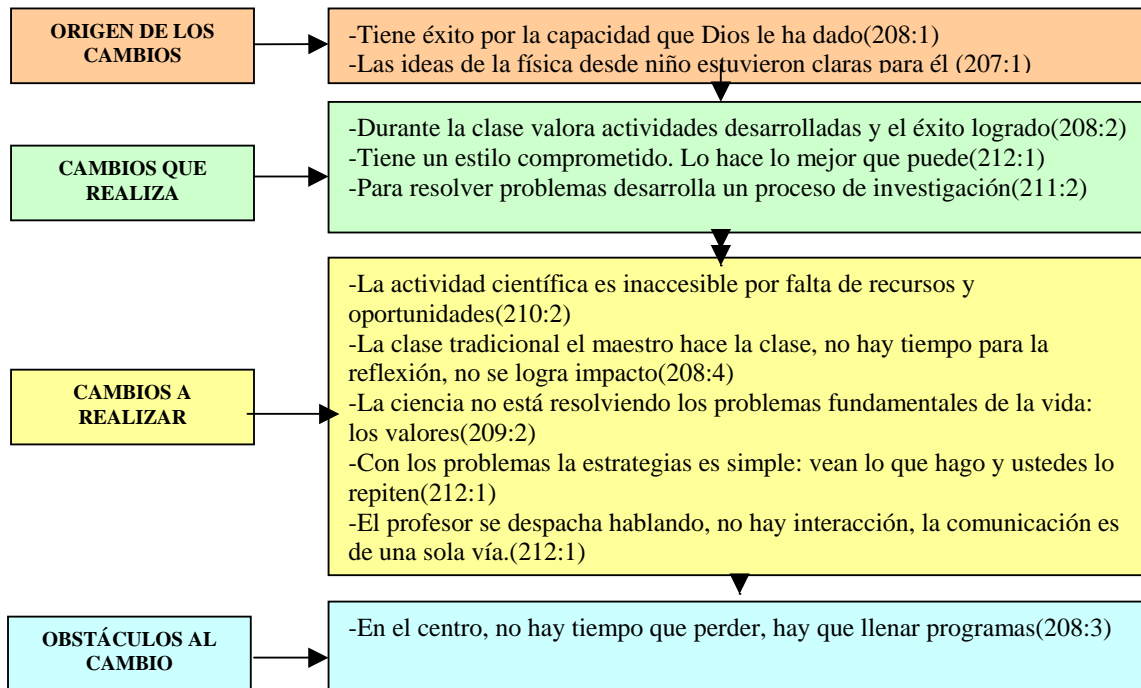 ORIGEN DE LOS
CAMBIOS
-Tiene éxito por la capacidad que Dios le ha dado(208:1)
-Las ideas de la física desde niño estuvieron claras para él (207:1)
CAMBIOS QUE
REALIZA
-Durante la clase valora actividades desarrolladas y el éxito logrado(208:2)
-Tiene un estilo comprometido. Lo hace lo mejor que puede(212:1)
-Para resolver problemas desarrolla un proceso de investigación(211:2)
CAMBIOS A
REALIZAR
-La actividad científica es inaccesible por falta de recursos y
oportunidades(210:2)
-La clase tradicional el maestro hace la clase, no hay tiempo para la
reflexión, no se logra impacto(208:4)
-La ciencia no está resolviendo los problemas fundamentales de la vida:
los valores(209:2)
-Con los problemas la estrategias es simple: vean lo que hago y ustedes lo
repiten(212:1)
-El profesor se despacha hablando, no hay interacción, la comunicación es
de una sola vía.(212:1)
OBSTÁCULOS AL
CAMBIO
-En el centro, no hay tiempo que perder, hay que llenar programas(208:3)